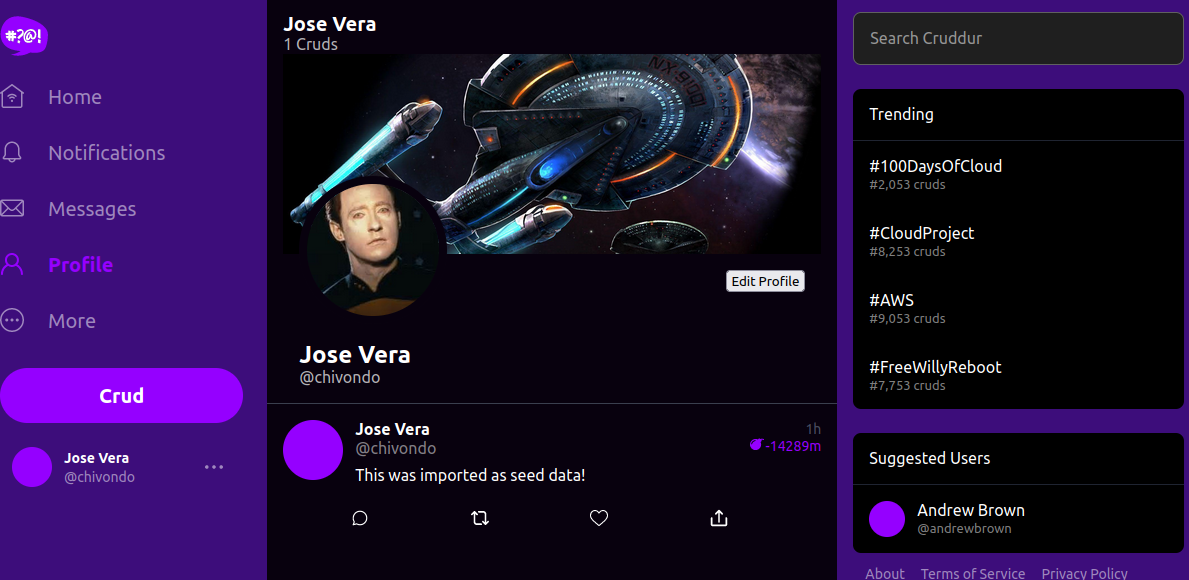 #?@!
Home
Notifications
Messages
Profile
More
Crud
Jose Vera
@chivondo
Jose Vera
1 Cruds
NX-9001
Edit Profile
Jose Vera
@chivondo
Jose Vera
@chivondo
1h
-14289m
This was imported as seed data!
Search Cruddur
Trending
#100DaysOfCloud
#2,053 cruds
#CloudProject
#8,253 cruds
#AWS
#9,053 cruds
#FreeWillyReboot
#7,753 cruds
Suggested Users
Andrew Brown
@andrewbrown
About Terms of Service Privacy Policy